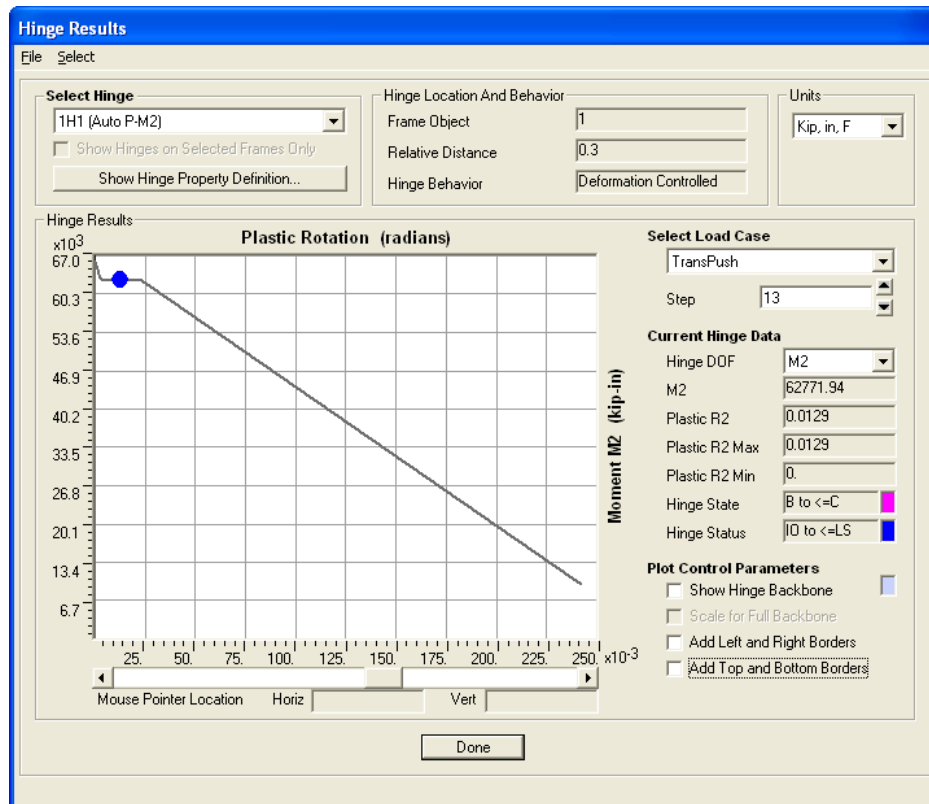 Hinge Results
File Select
Select Hinge
1H1 (Auto P-M2)
Show Hinges on Selected Frames Only
Show Hinge Property Definition...
Hinge Location And Behavior
Frame Object 1
Relative Distance 0.3
Hinge Behavior Deformation Controlled
Units
Kip, in, F
Hinge Results
Plastic Rotation (radians)
x10³
67.0
60.3
53.6
46.9
40.2
33.5
26.8
20.1
13.4
6.7
25. 50. 75. 100. 125. 150. 175. 200. 225. 250. x10⁻³
Moment M2 (kip-in)
Mouse Pointer Location Horiz Vert
Select Load Case
TransPush
Step 13
Current Hinge Data
Hinge DOF M2
M2 62771.94
Plastic R2 0.0129
Plastic R2 Max 0.0129
Plastic R2 Min 0.
Hinge State B to <=C
Hinge Status IO to <=LS
Plot Control Parameters
Show Hinge Backbone
Scale for Full Backbone
Add Left and Right Borders
Add Top and Bottom Borders
Done